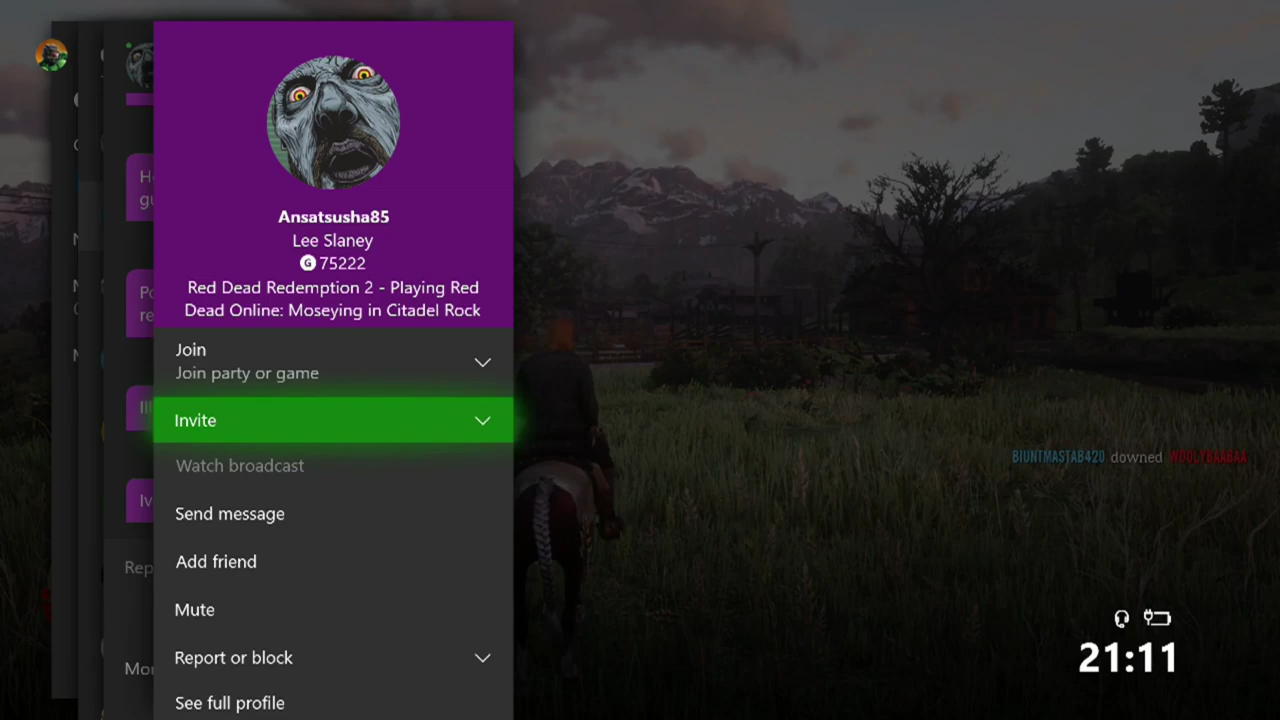 Ansatsusha85
Lee Slaney
G 75222
Red Dead Redemption 2 - Playing Red
Dead Online: Moseying in Citadel Rock
Join
Join party or game
Invite
Watch broadcast
Send message
Add friend
Mute
Report or block
See full profile
BIUNTMASTAB420 downed WOOLYBAABAA
21:11